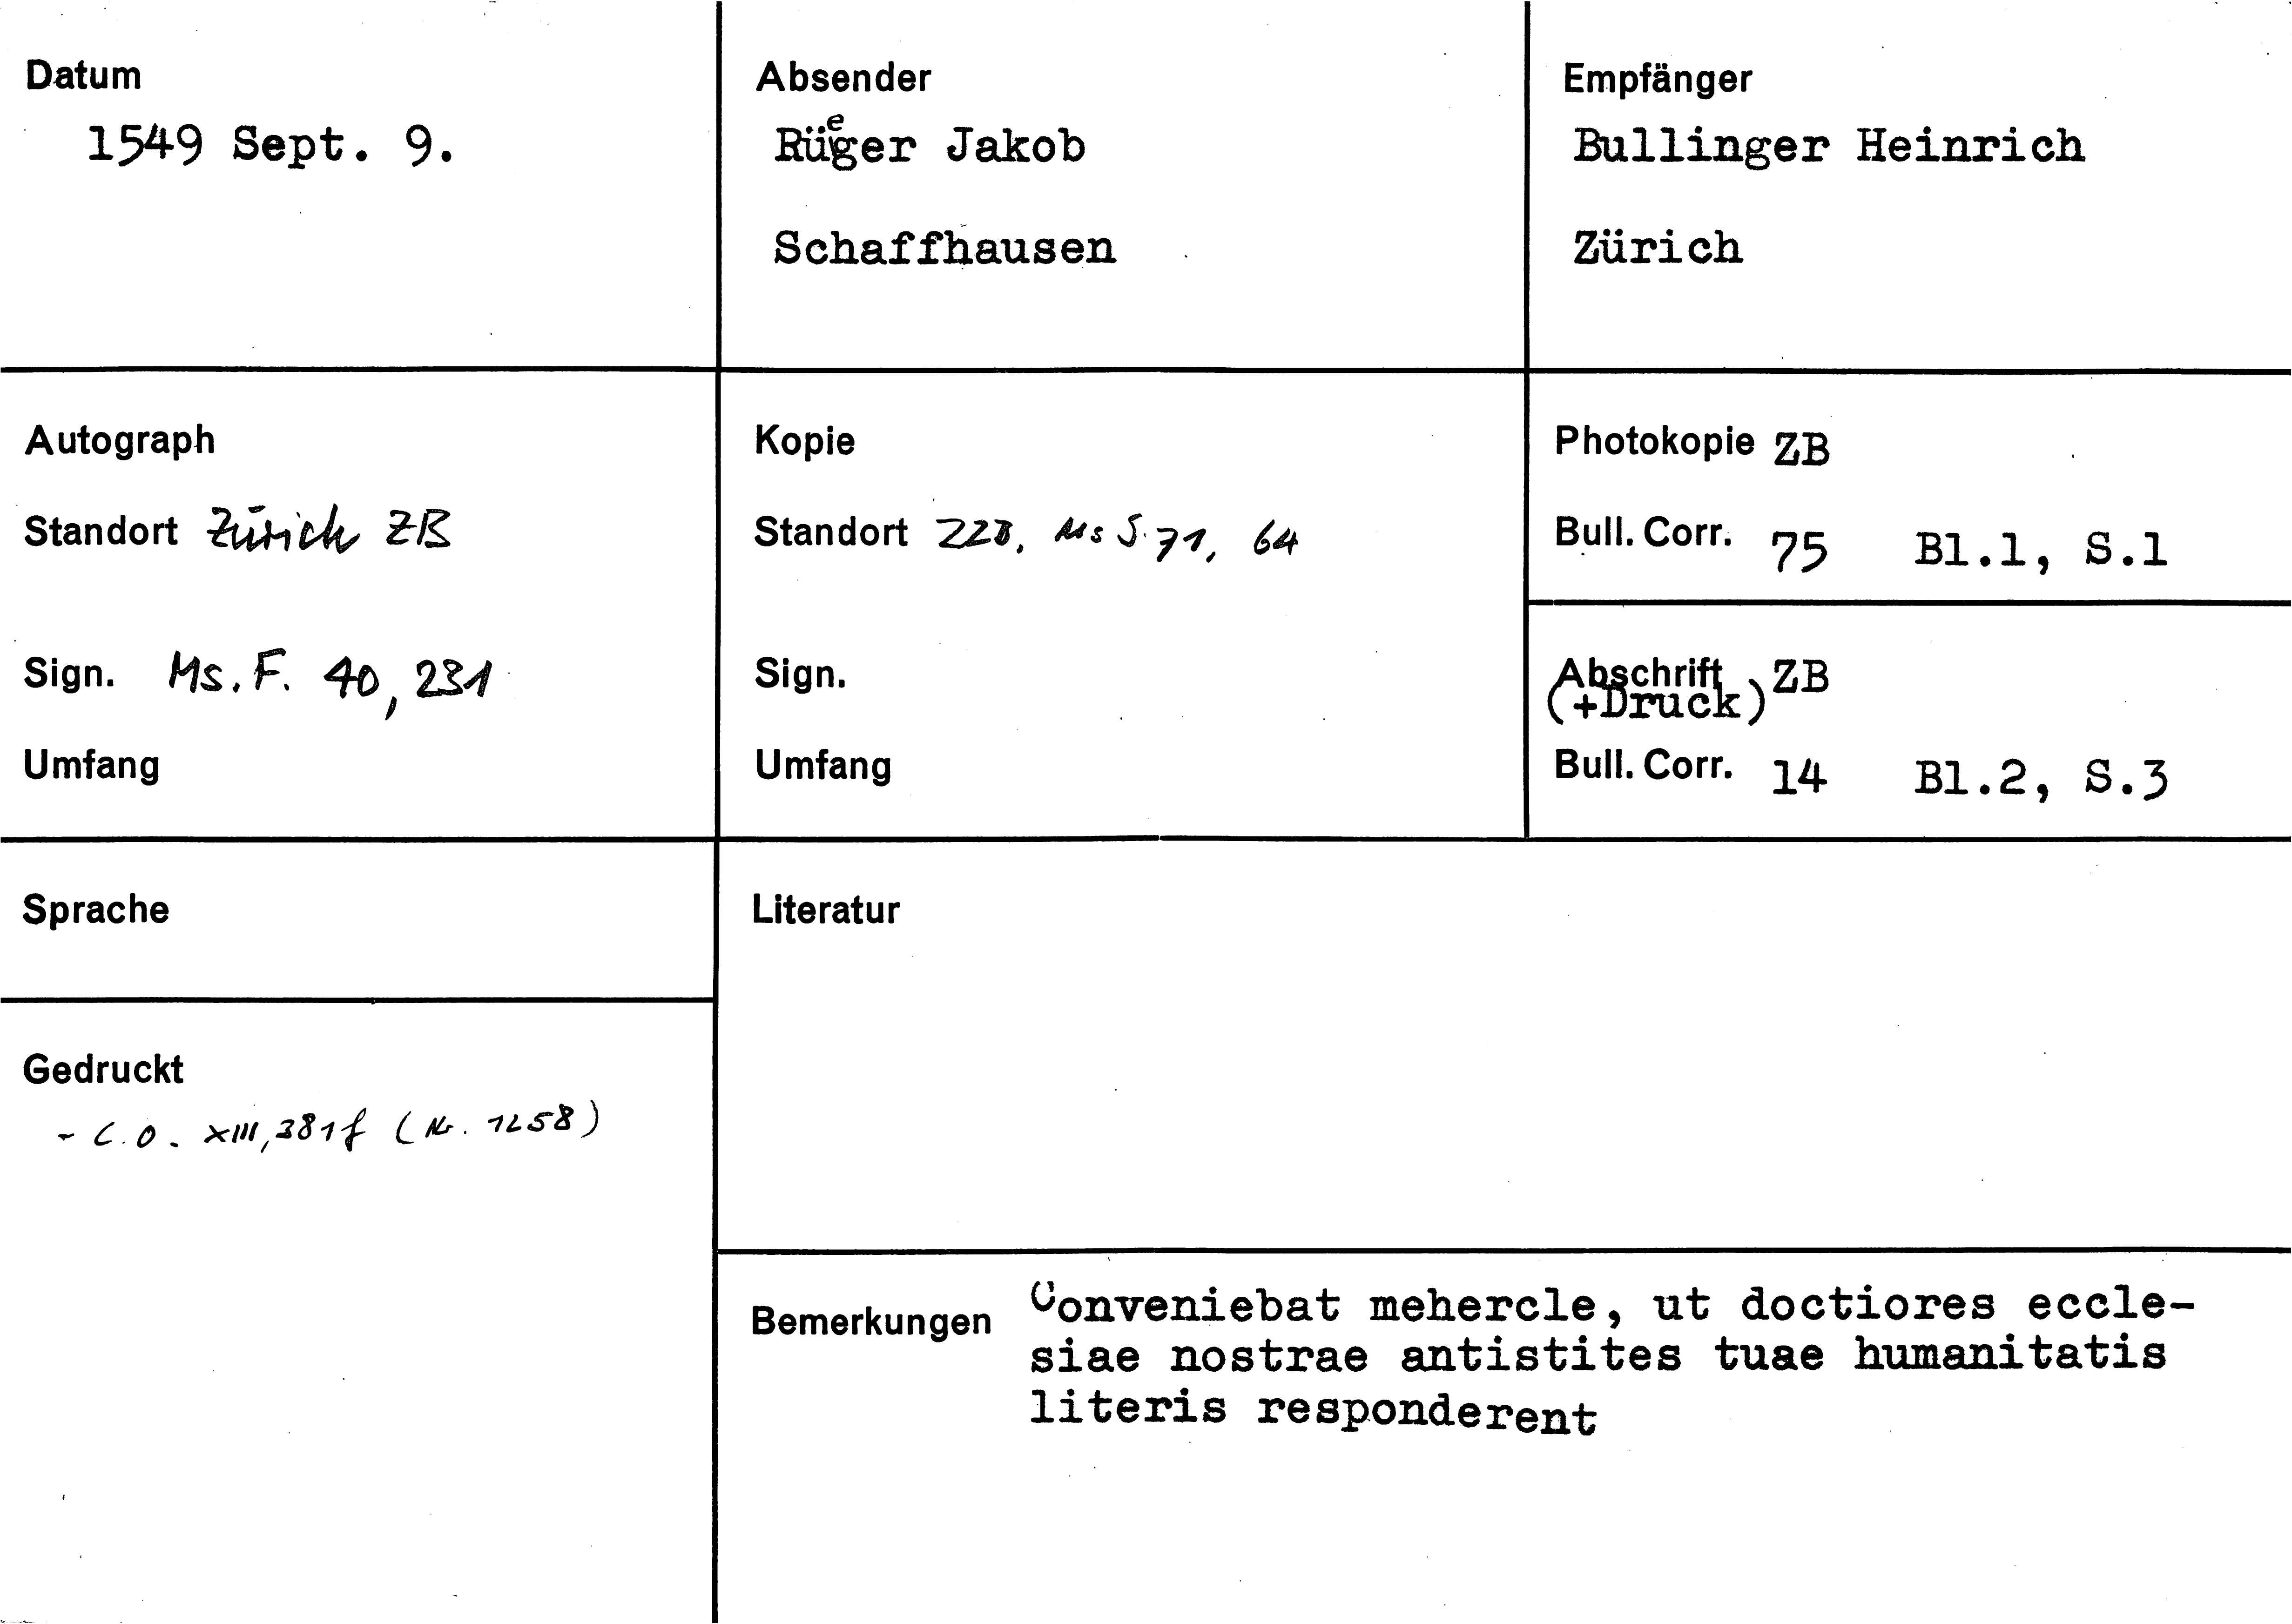 Datum
1549 Sept. 9.
Absender
Rüeger Jakob
Schaffhausen
Empfänger
Bullinger Heinrich
Zürich
Autograph
Standort Zürich ZB
Sign. Ms. F. 40, 231
Umfang
Kopie
Standort ZZB, Ms S. 71, 64
Sign.
Umfang
Photokopie ZB
Bull. Corr. 75 Bl.1, S.1
Abschrift ZB
(+Druck)
Bull. Corr. 14 Bl.2, S.3
Sprache
Gedruckt
- C.O. XIII, 381f (Nr. 1258)
Literatur
Bemerkungen Conveniebat mehercle, ut doctiores eccle-
siae nostrae antistites tuae humanitatis
literis responderent